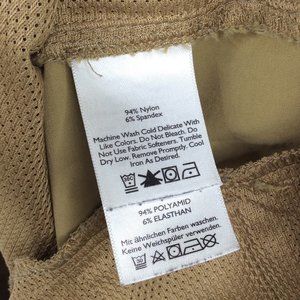 94% Nylon
6% Spandex
Machine Wash Cold Delicate With
Like Colors. Do Not Bleach. Do
Not Use Fabric Softeners. Tumble
Dry Low. Remove Promptly. Cool
Iron As Desired.
94% POLYAMID
6% ELASTHAN
Mit ähnlichen Farben waschen.
Keine Weichspüler verwenden.